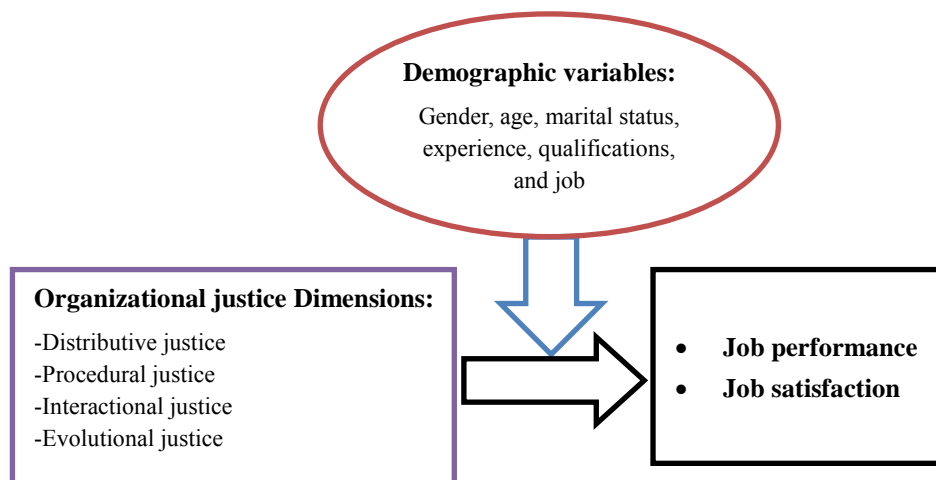 Demographic variables:
Gender, age, marital status,
experience, qualifications,
and job
Organizational justice Dimensions:
-Distributive justice
-Procedural justice
-Interactional justice
-Evolutional justice
• Job performance
• Job satisfaction